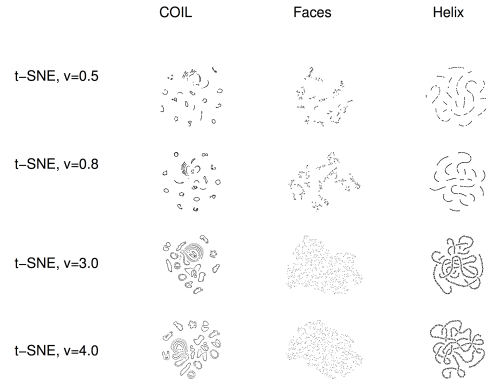 COIL Faces Helix
t−SNE, v=0.5
t−SNE, v=0.8
t−SNE, v=3.0
t−SNE, v=4.0